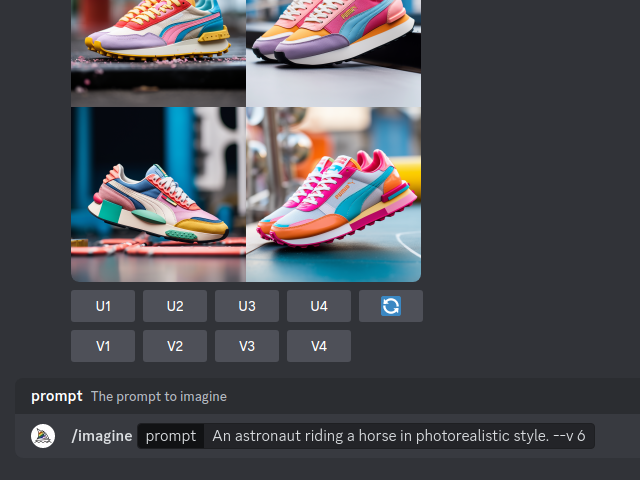 U1 U2 U3 U4
V1 V2 V3 V4
prompt The prompt to imagine
/imagine prompt An astronaut riding a horse in photorealistic style. --v 6